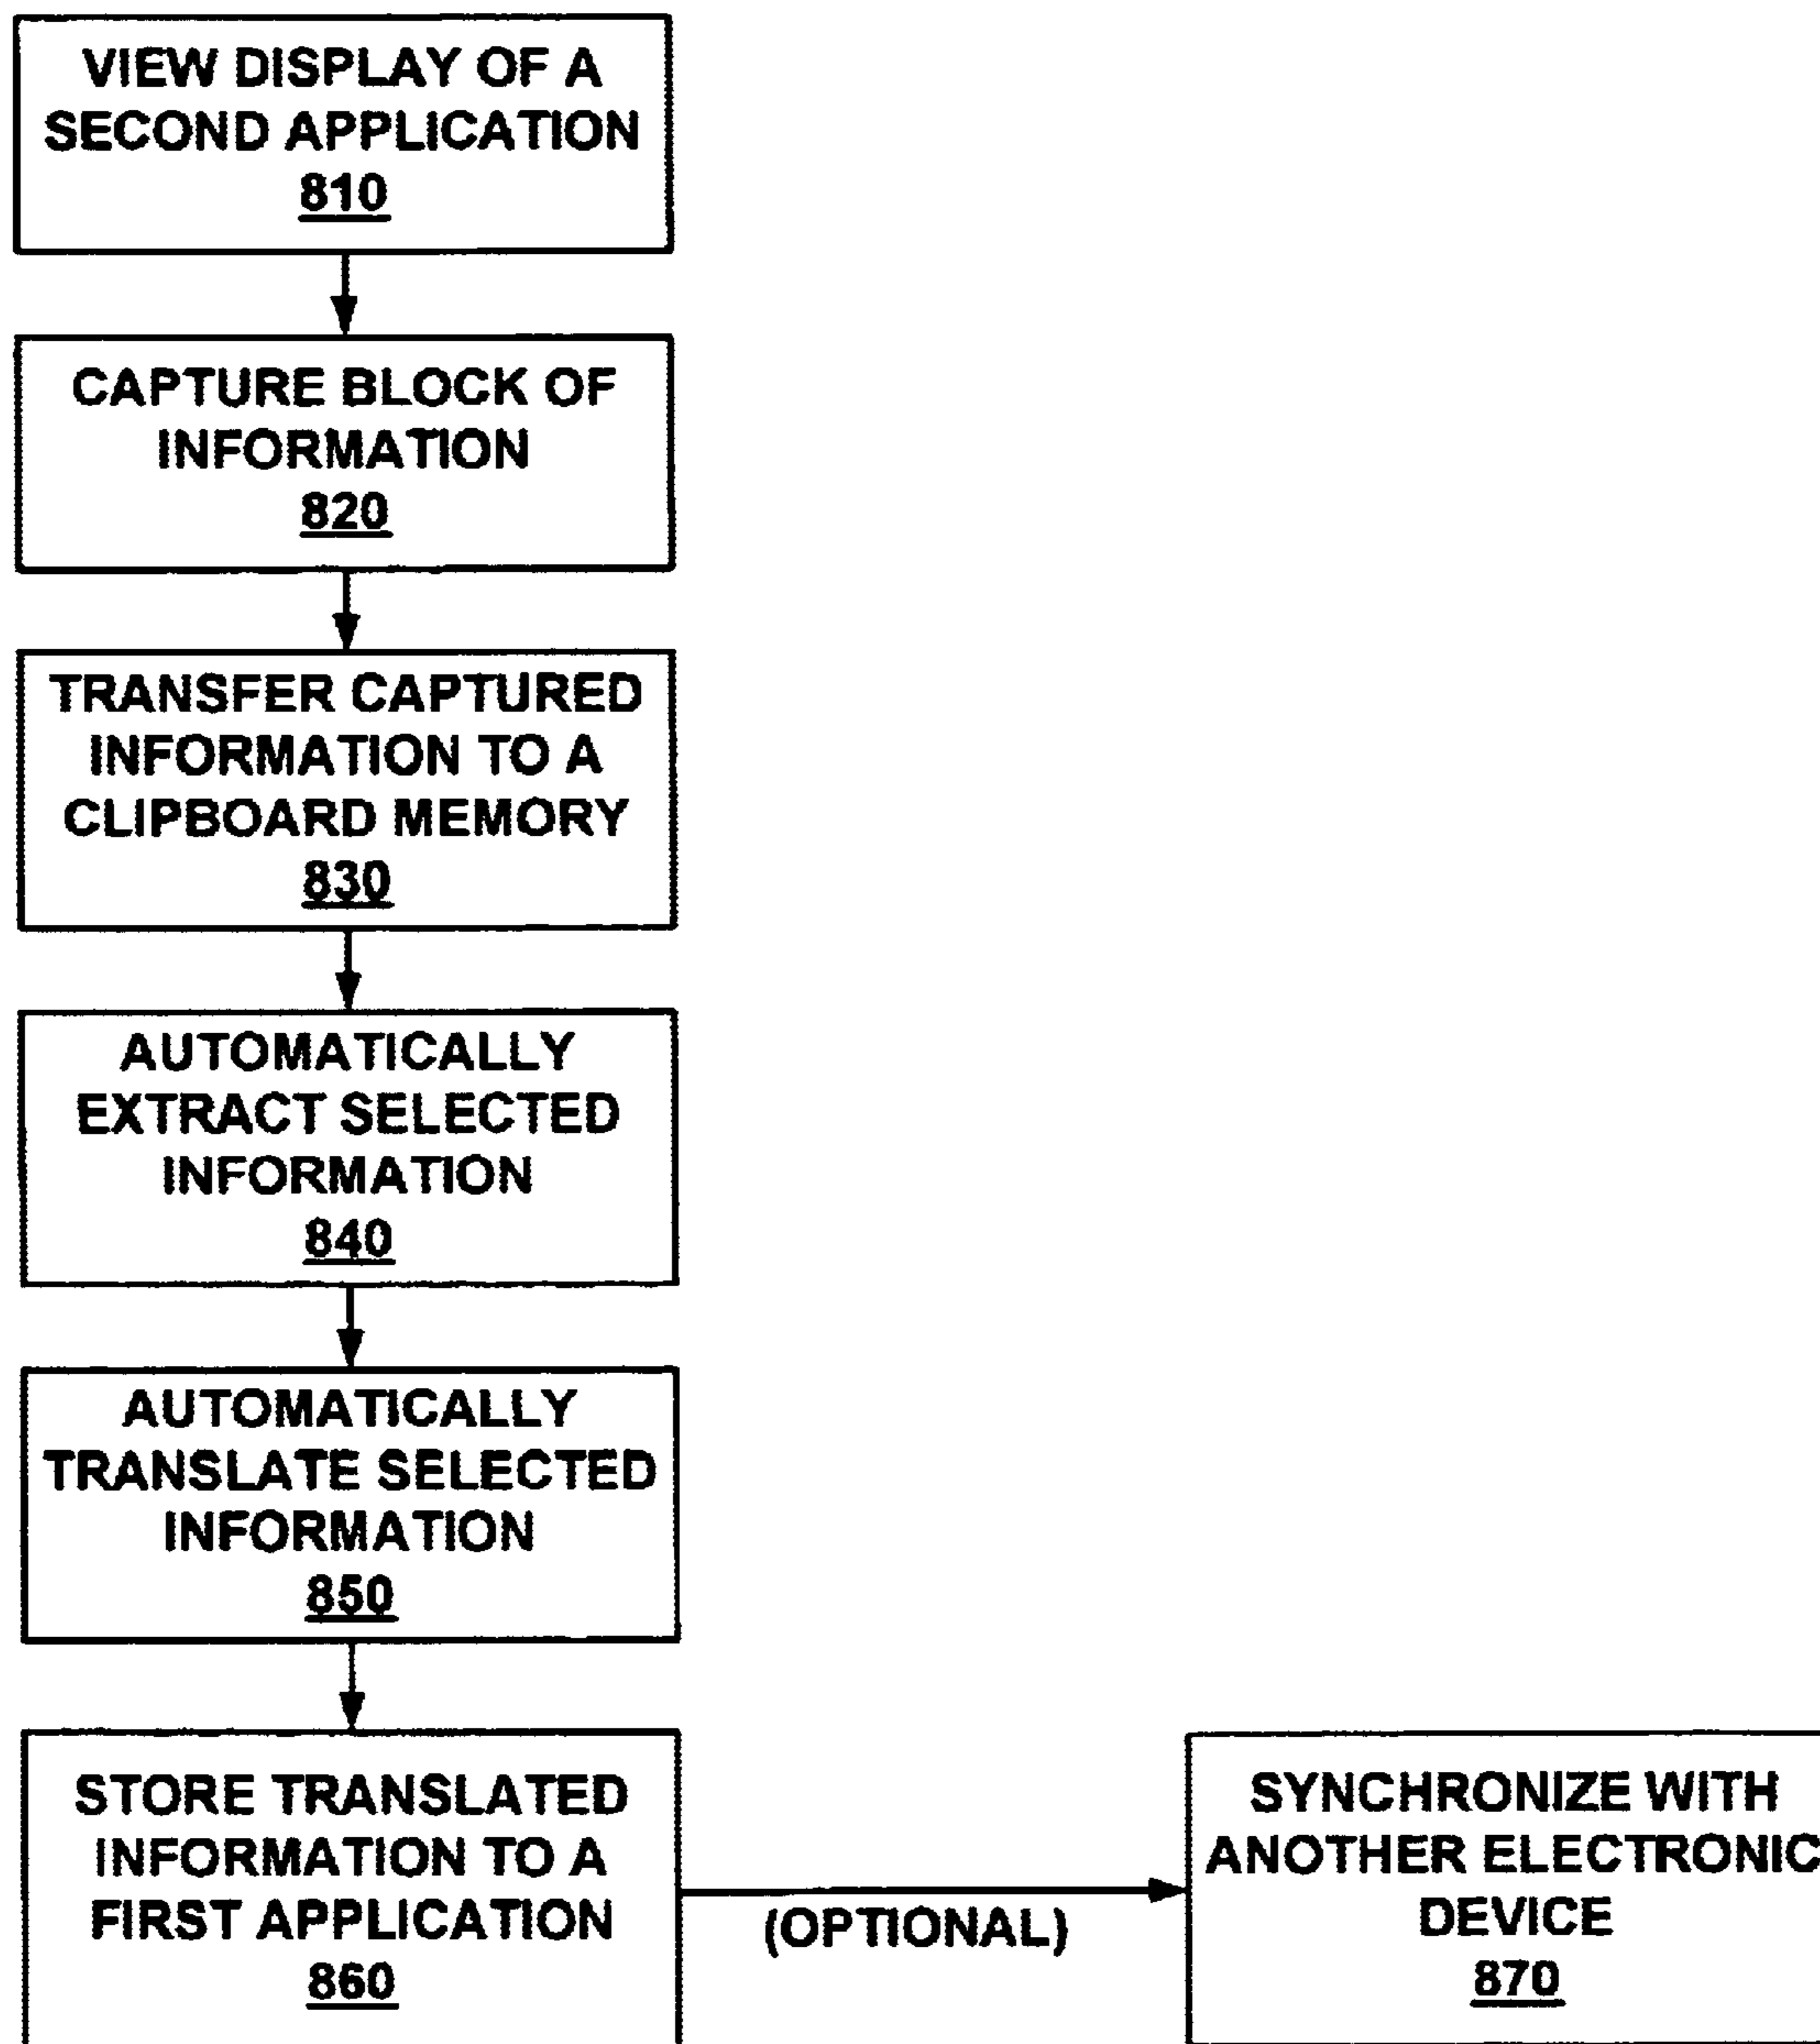 VIEW DISPLAY OF A
SECOND APPLICATION
810
CAPTURE BLOCK OF
INFORMATION
820
TRANSFER CAPTURED
INFORMATION TO A
CLIPBOARD MEMORY
830
AUTOMATICALLY
EXTRACT SELECTED
INFORMATION
840
AUTOMATICALLY
TRANSLATE SELECTED
INFORMATION
850
STORE TRANSLATED
INFORMATION TO A
FIRST APPLICATION
860
(OPTIONAL)
SYNCHRONIZE WITH
ANOTHER ELECTRONIC
DEVICE
870